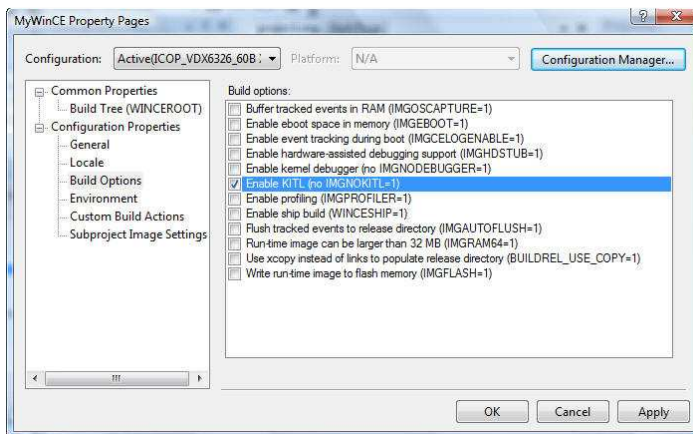 MyWinCE Property Pages
Configuration: Active(ICOP_VDX6326_60B: Platform: N/A Configuration Manager...
Common Properties
Build Tree (WINCEROOT)
Configuration Properties
General
Locale
Build Options
Environment
Custom Build Actions
Subproject Image Settings
Build options:
Buffer tracked events in RAM (IMGOSCAPTURE=1)
Enable eboot space in memory (IMGEBOOT=1)
Enable event tracking during boot (IMGCELOGENABLE=1)
Enable hardware-assisted debugging support (IMGHDSTUB=1)
Enable kernel debugger (no IMGNODEBUGGER=1)
Enable KITL (no IMGNOKITL=1)
Enable profiling (IMGPROFILER=1)
Enable ship build (WINCESHIP=1)
Flush tracked events to release directory (IMGAUTOFLUSH=1)
Run-time image can be larger than 32 MB (IMGRAM64=1)
Use xcopy instead of links to populate release directory (BUILDREL_USE_COPY=1)
Write run-time image to flash memory (IMGFLASH=1)
OK Cancel Apply